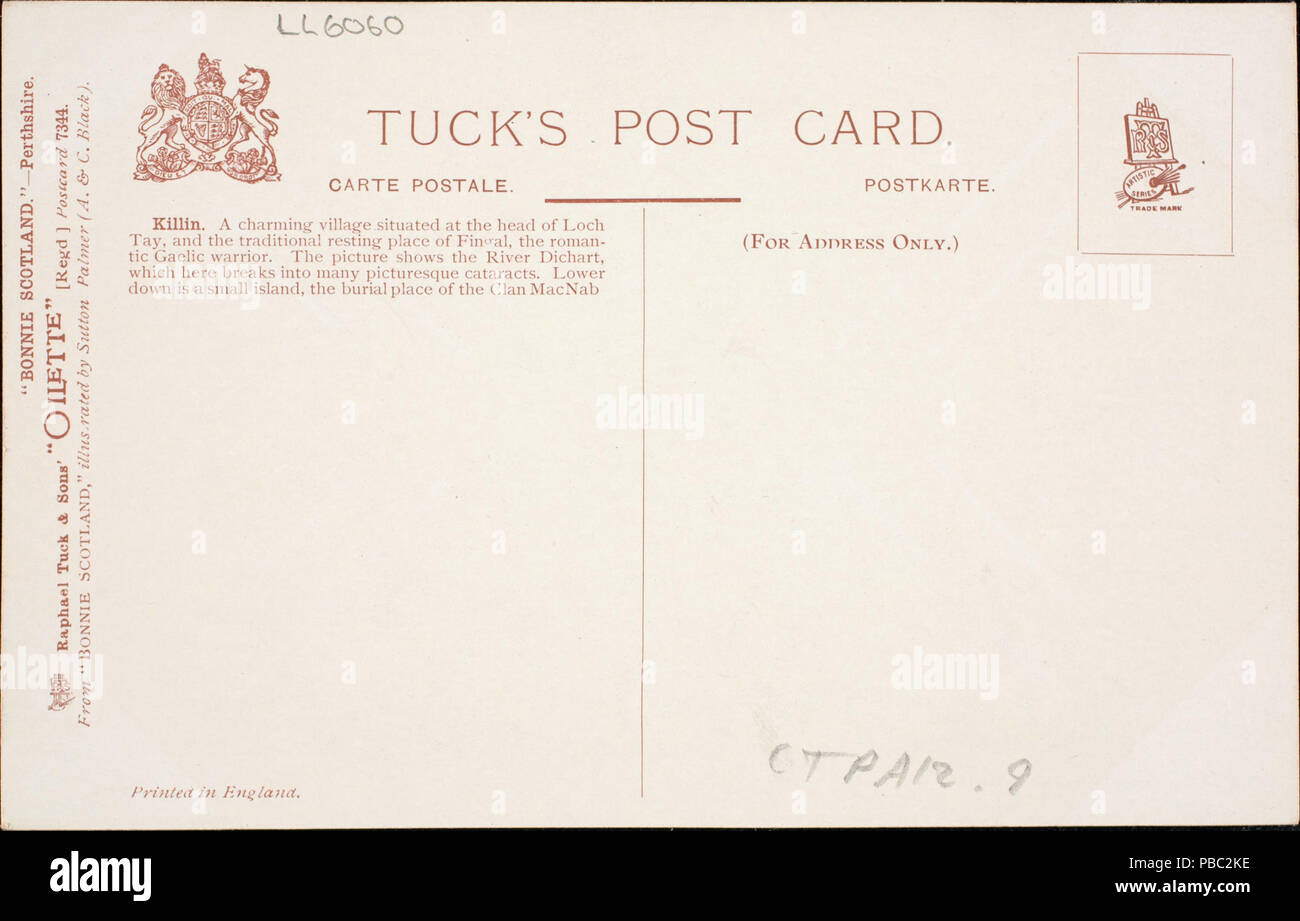 LL6060
TUCK'S POST CARD.
CARTE POSTALE.
POSTKARTE.
ARTISTIC
SERIES
TRADE MARK
(FOR ADDRESS ONLY.)
Killin. A charming village situated at the head of Loch
Tay, and the traditional resting place of Fingal, the roman-
tic Gaelic warrior. The picture shows the River Dichart,
which here breaks into many picturesque cataracts. Lower
down is a small island, the burial place of the Clan MacNab
"BONNIE SCOTLAND."—Perthshire.
Raphael Tuck & Sons' "OILETTE" [Regd] Postcard 7344.
From "BONNIE SCOTLAND," illustrated by Sutton Palmer (A. & C. Black).
CTPAR.9
Printed in England.
alamy
alamy
alamy
alamy
alamy
alamy
Image ID: PBC2KE
www.alamy.com